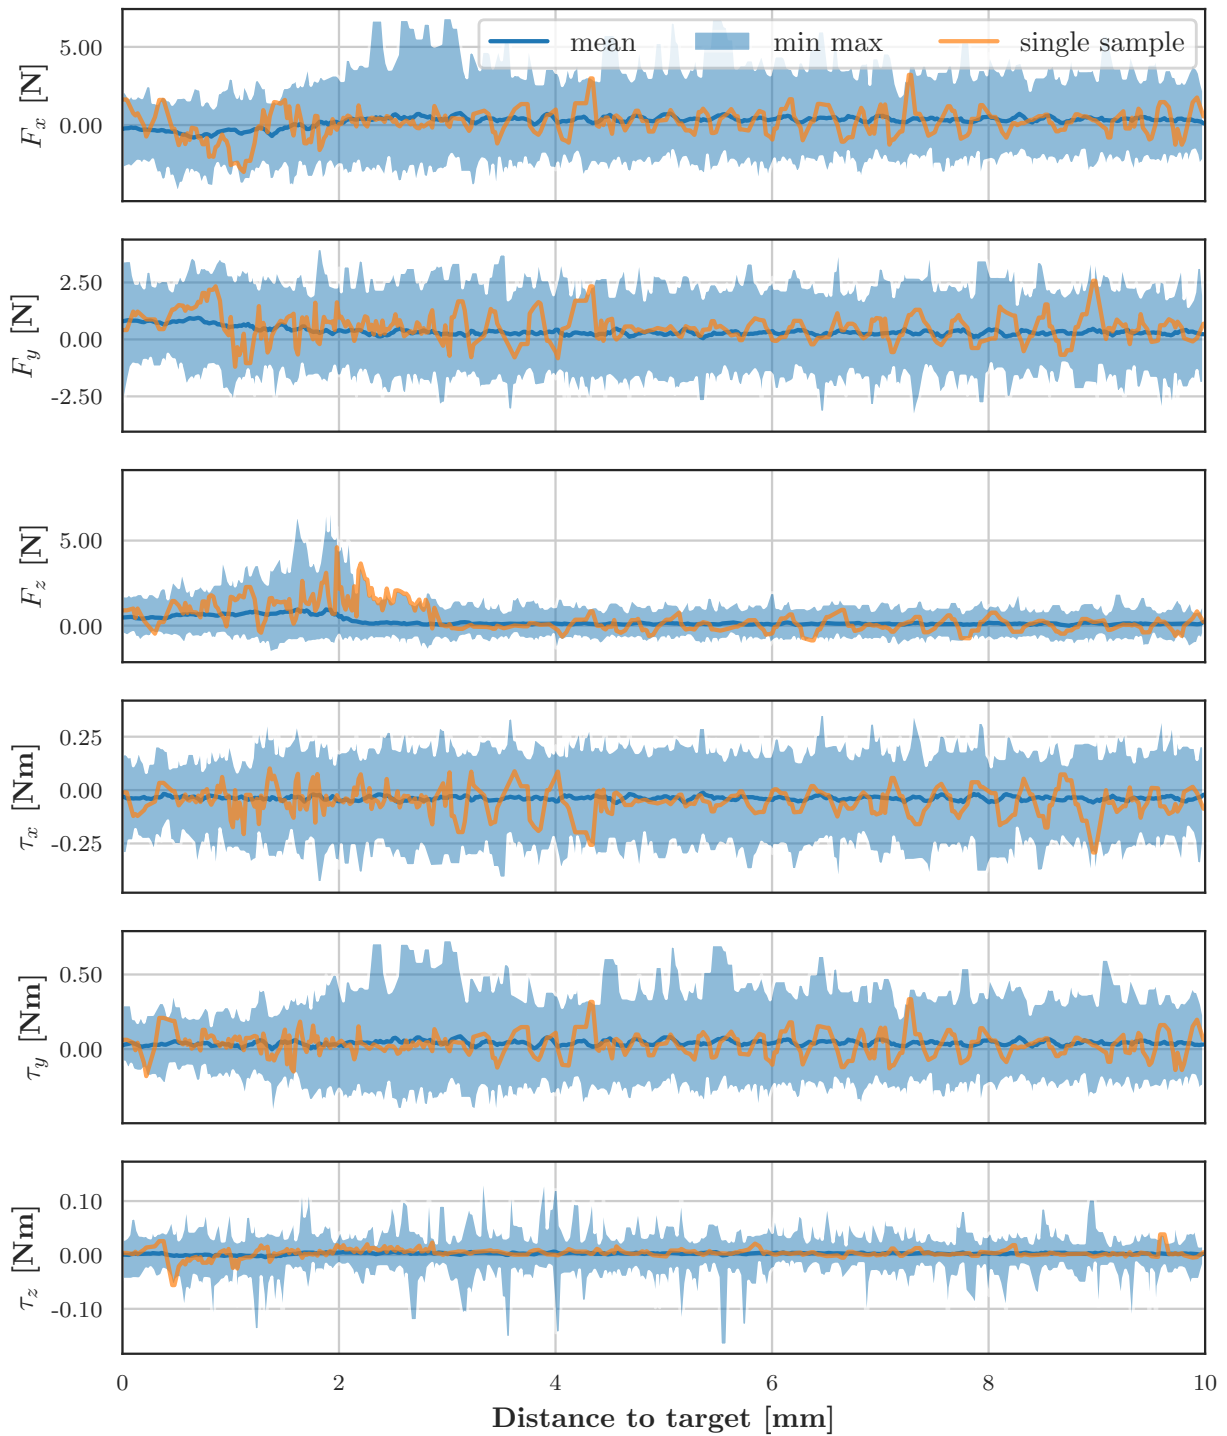 mean
min max
single sample
F_x [N]
5.00
0.00
F_y [N]
2.50
0.00
-2.50
F_z [N]
5.00
0.00
τ_x [Nm]
0.25
0.00
-0.25
τ_y [Nm]
0.50
0.00
τ_z [Nm]
0.10
0.00
-0.10
0 2 4 6 8 10
Distance to target [mm]